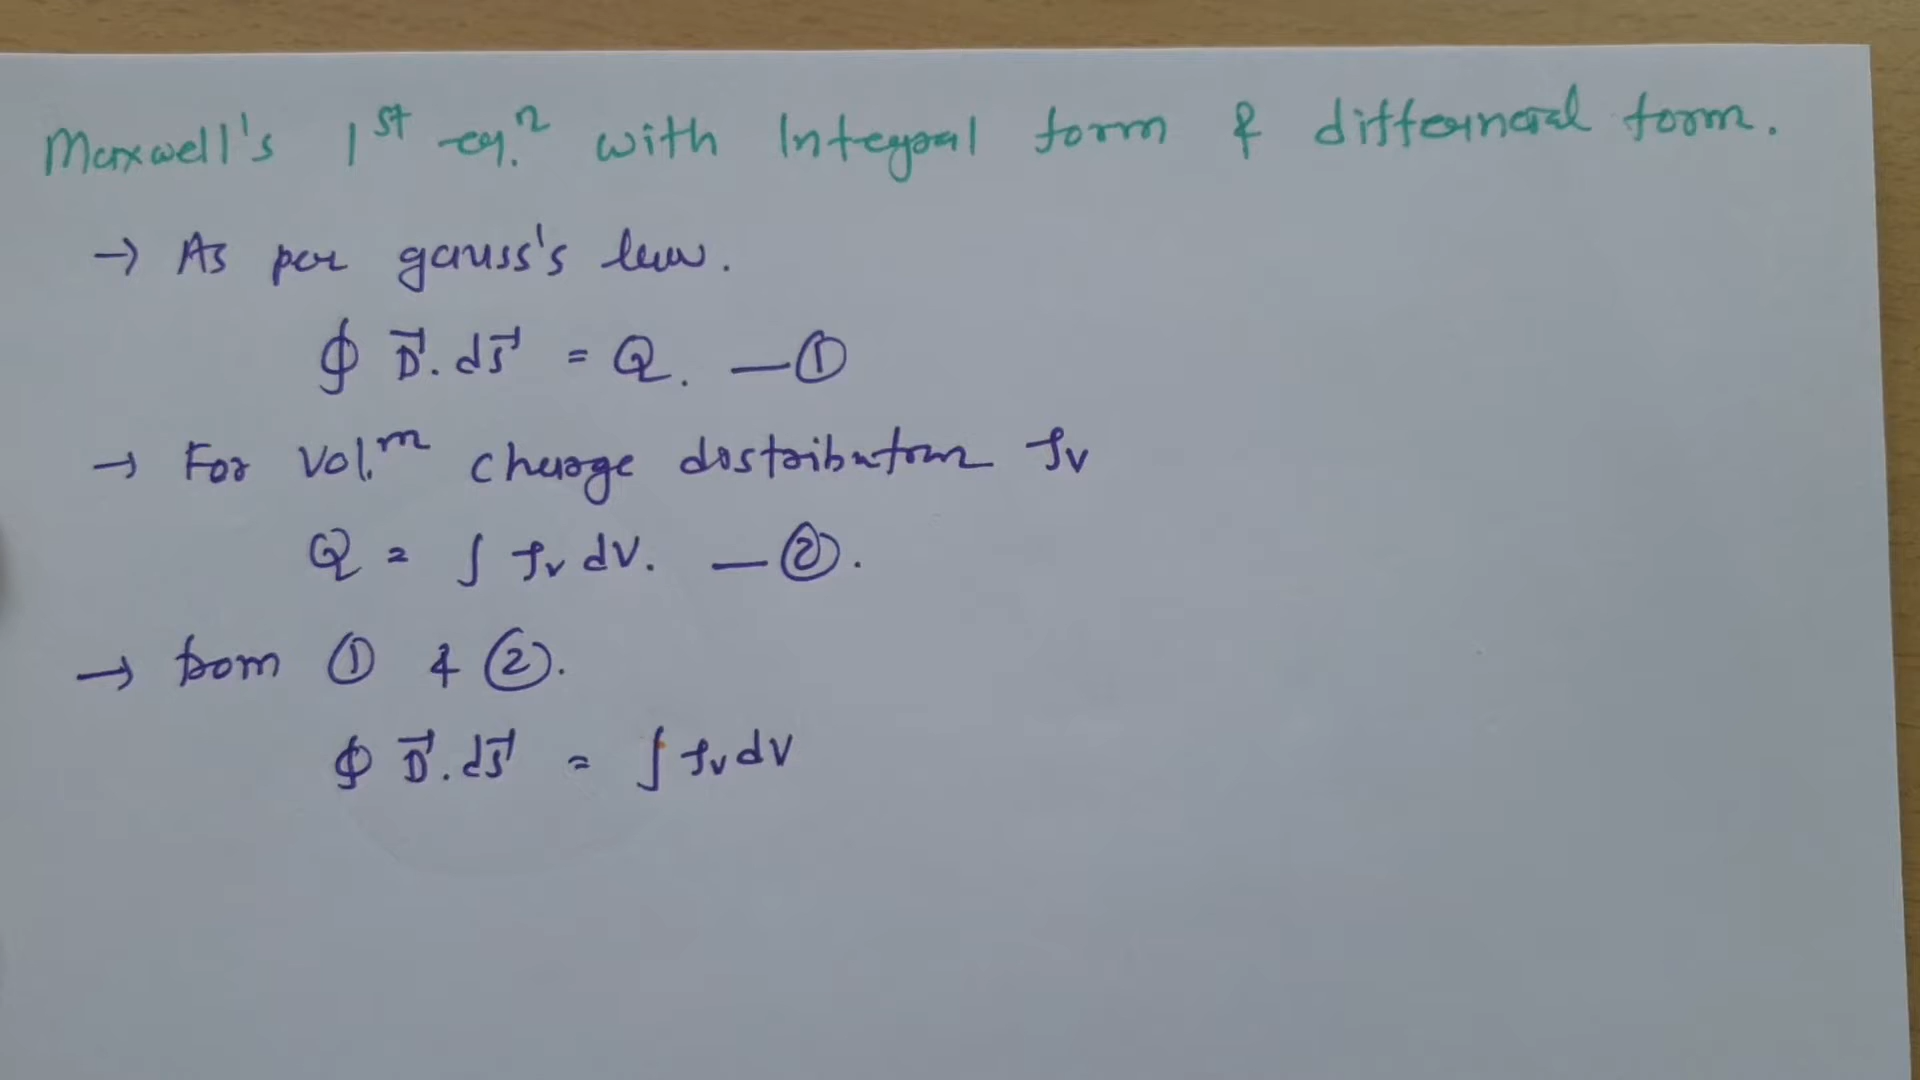 Maxwell's 1st eq.n with Integral form & differential form.
→ As per gauss's law.
∮ D⃗. dS⃗ = Q. —①
→ For Vol.m charge distribution ρv
Q = ∫ ρv dV. —②.
→ from ① & ②.
∮ D⃗. dS⃗ = ∫ ρv dV